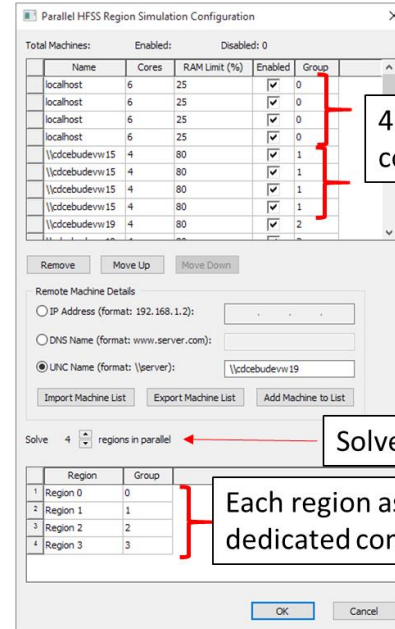 Parallel HFSS Region Simulation Configuration
Total Machines: Enabled: Disabled: 0
Name Cores RAM Limit (%) Enabled Group
localhost 6 25 0
localhost 6 25 0
localhost 6 25 0
localhost 6 25 0
\\cdcebudevw15 4 80 1
\\cdcebudevw15 4 80 1
\\cdcebudevw15 4 80 1
\\cdcebudevw15 4 80 1
\\cdcebudevw19 4 80 2
4
Remove Move Up Move Down
Remote Machine Details
IP Address (format: 192.168.1.2):
DNS Name (format: www.server.com):
UNC Name (format: \\server): \\cdcebudevw19
Import Machine List Export Machine List Add Machine to List
Solve 4 regions in parallel
Solve
Region Group
1 Region 0 0
2 Region 1 1
3 Region 2 2
4 Region 3 3
Each region
dedicated
OK Cancel